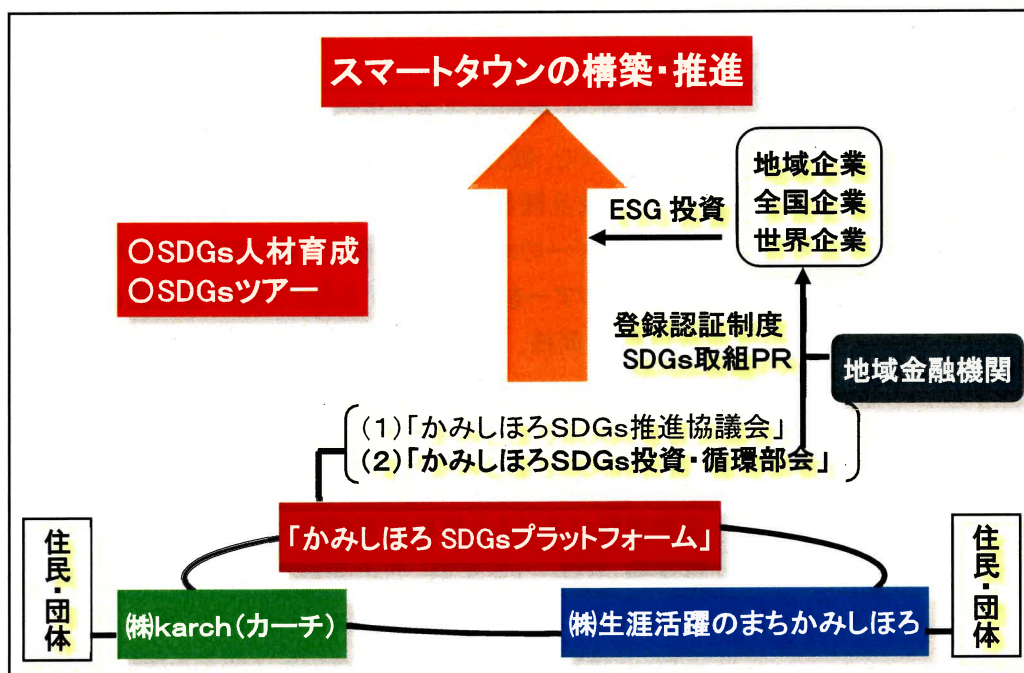 スマートタウンの構築・推進
地域企業
全国企業
世界企業
ESG 投資
○SDGs人材育成
○SDGsツアー
登録認証制度
SDGs取組PR
地域金融機関
(1)「かみしほろSDGs推進協議会」
(2)「かみしほろSDGs投資・循環部会」
「かみしほろ SDGsプラットフォーム」
住民・団体
㈱karch(カーチ)
㈱生涯活躍のまちかみしほろ
住民・団体